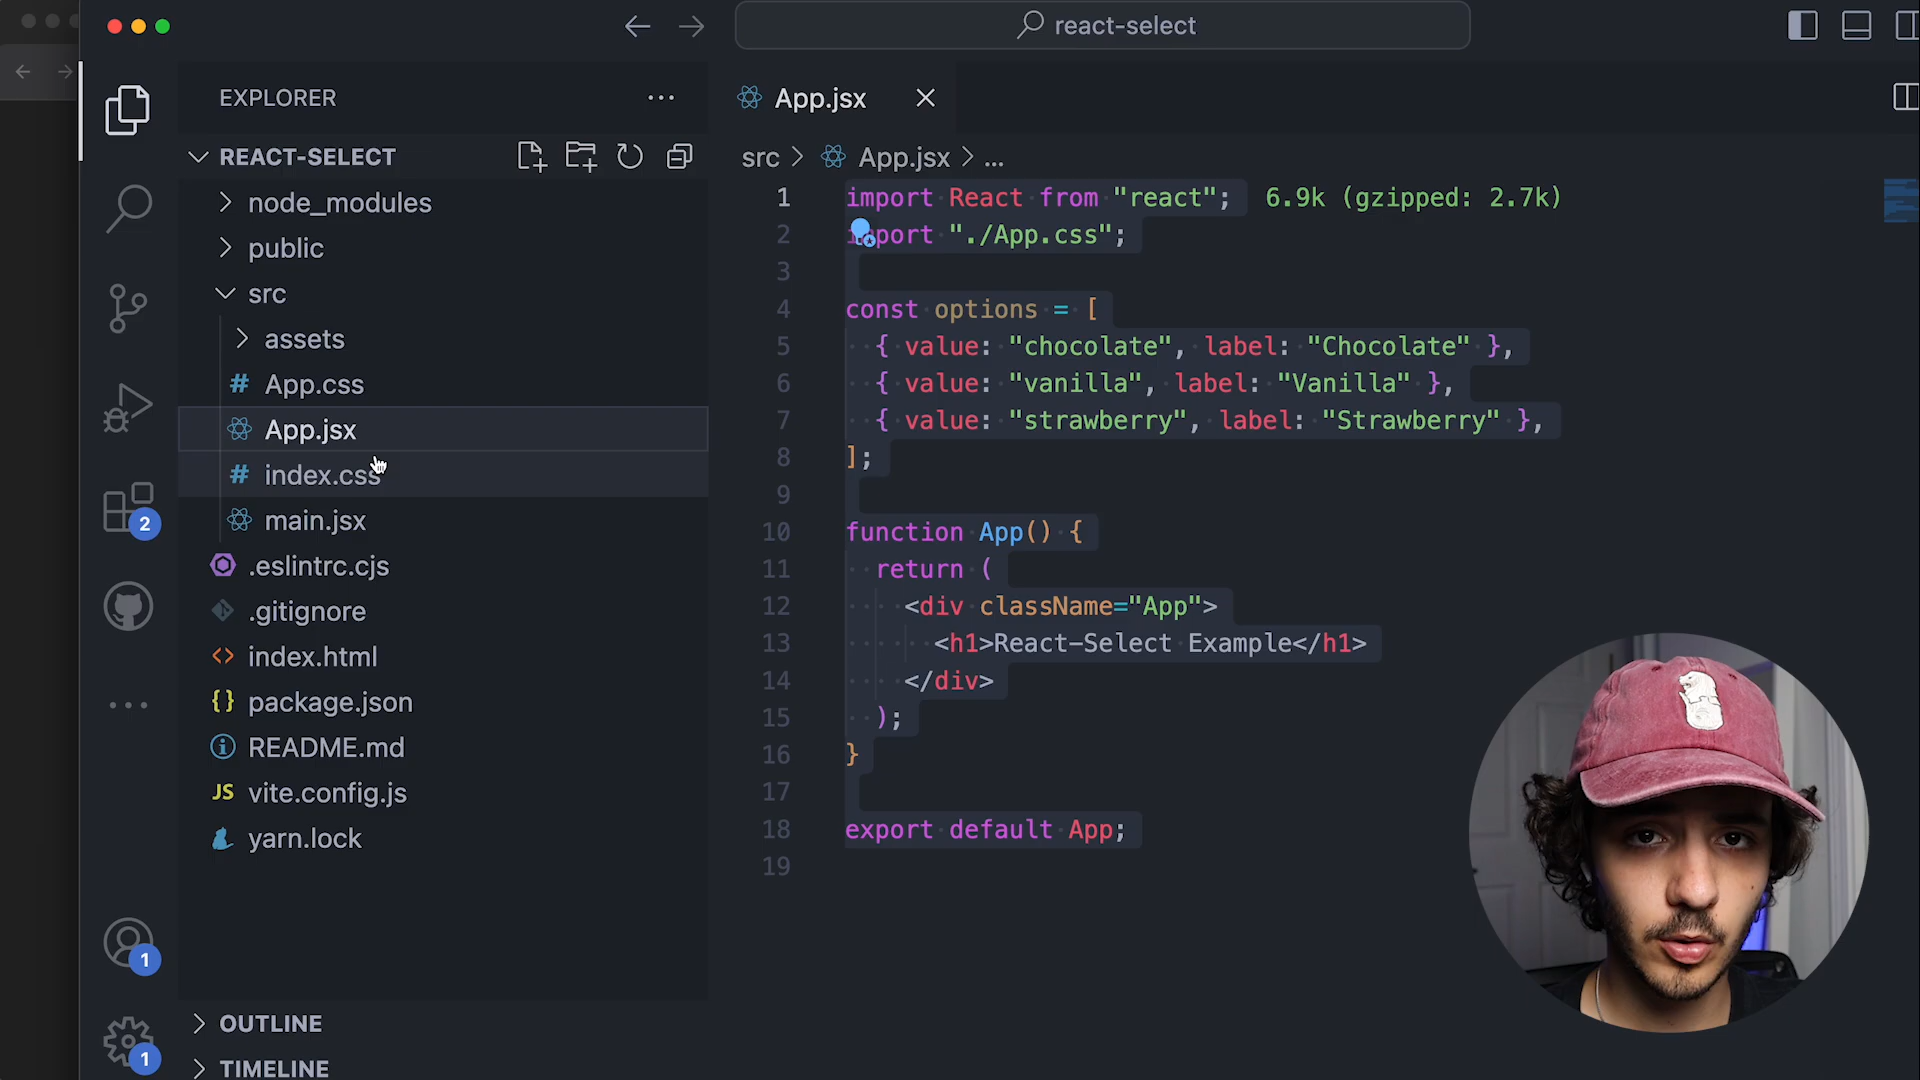 react-select
EXPLORER
REACT-SELECT
node_modules
public
src
assets
# App.css
App.jsx
# index.css
main.jsx
.eslintrc.cjs
.gitignore
<> index.html
{} package.json
README.md
JS vite.config.js
yarn.lock
OUTLINE
TIMELINE
2
1
1
App.jsx
src > App.jsx > ...
1 import React from "react"; 6.9k (gzipped: 2.7k)
2 import "./App.css";
3
4 const options = [
5 { value: "chocolate", label: "Chocolate" },
6 { value: "vanilla", label: "Vanilla" },
7 { value: "strawberry", label: "Strawberry" },
8 ];
9
10 function App() {
11 return (
12 <div className="App">
13 <h1>React-Select Example</h1>
14 </div>
15 );
16 }
17
18 export default App;
19